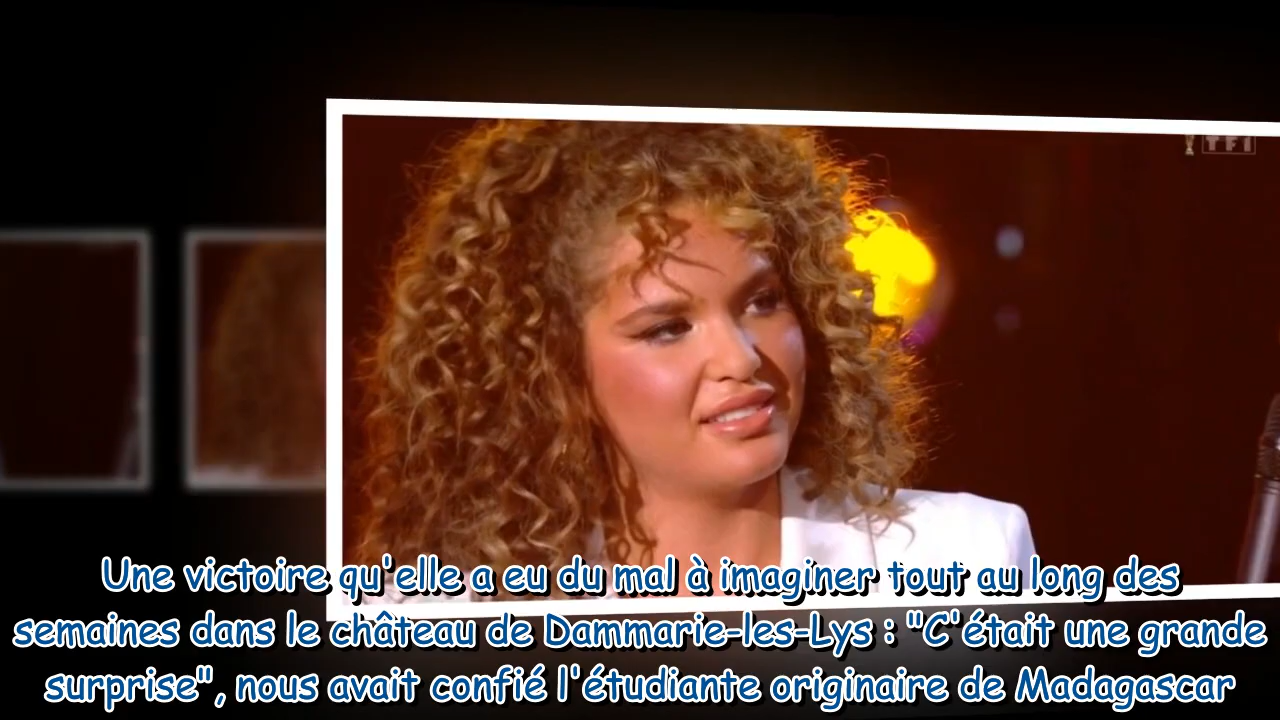 TF1
Une victoire qu'elle a eu du mal à imaginer tout au long des
semaines dans le château de Dammarie-les-Lys : "C'était une grande
surprise", nous avait confié l'étudiante originaire de Madagascar